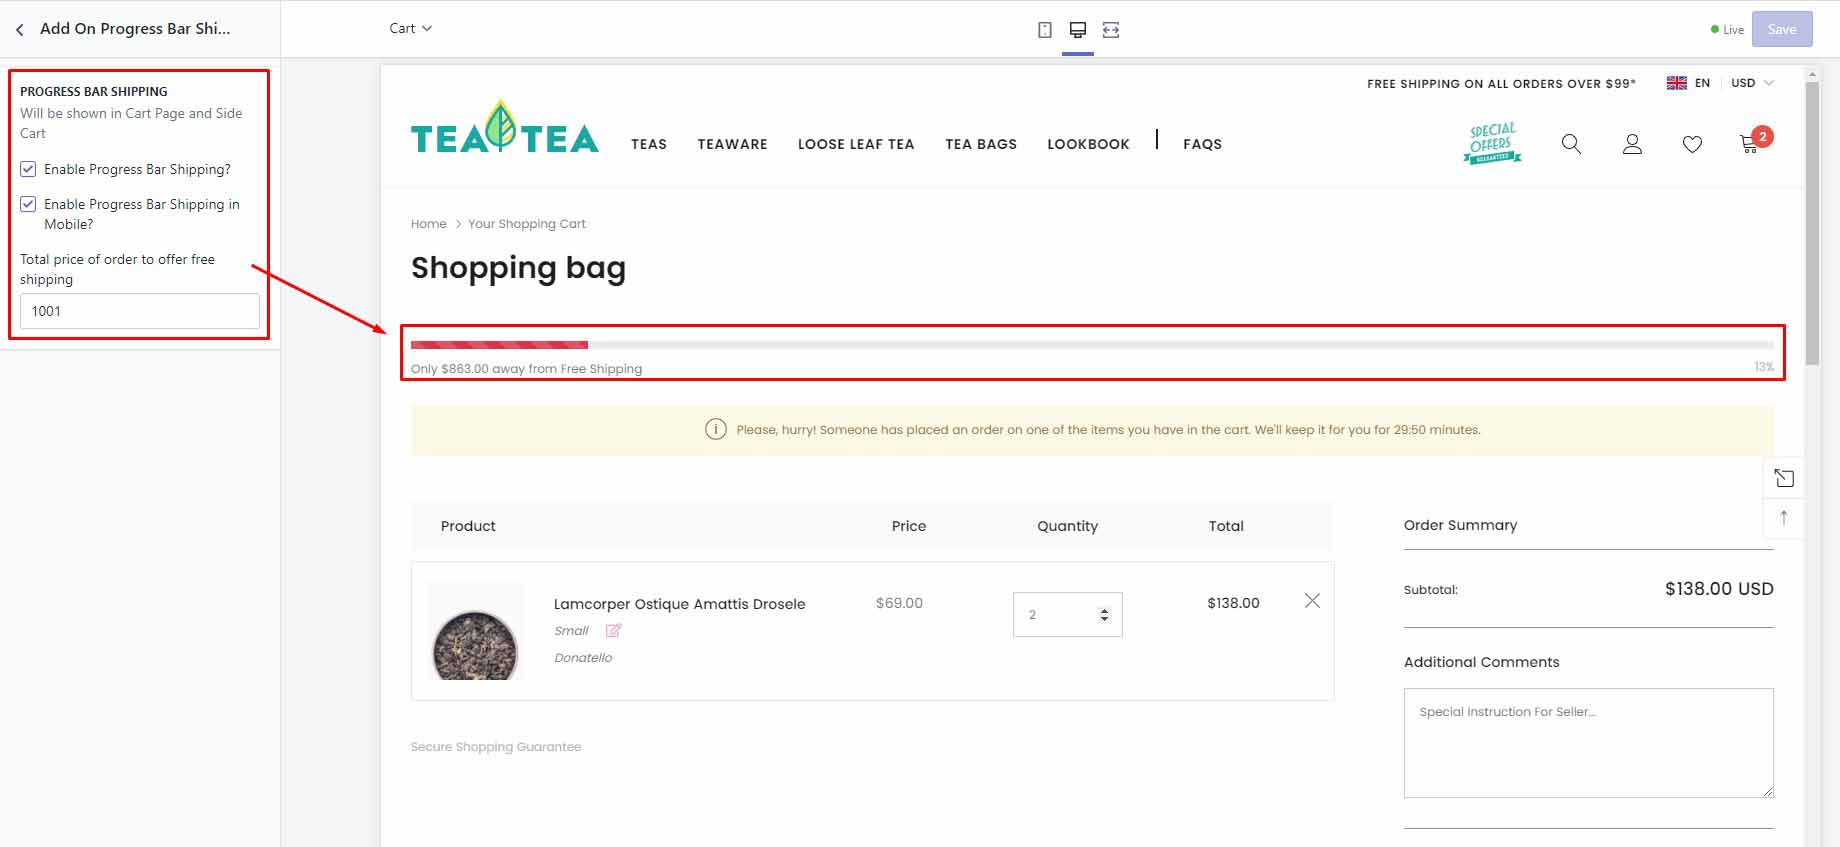 Add On Progress Bar Shi...
Cart
Live
Save
PROGRESS BAR SHIPPING
Will be shown in Cart Page and Side
Cart
Enable Progress Bar Shipping?
Enable Progress Bar Shipping in
Mobile?
Total price of order to offer free
shipping
1001
FREE SHIPPING ON ALL ORDERS OVER $99*
EN
USD
TEA TEA
TEAS
TEAWARE
LOOSE LEAF TEA
TEA BAGS
LOOKBOOK
FAQS
SPECIAL
OFFERS
GUARANTEED
2
Home
Your Shopping Cart
Shopping bag
Only $863.00 away from Free Shipping
13%
Please, hurry! Someone has placed an order on one of the items you have in the cart. We'll keep it for you for 29:50 minutes.
Product
Price
Quantity
Total
Lamcorper Ostique Amattis Drosele
Small
Donatello
$69.00
2
$138.00
Secure Shopping Guarantee
Order Summary
Subtotal:
$138.00 USD
Additional Comments
Special Instruction For Seller...